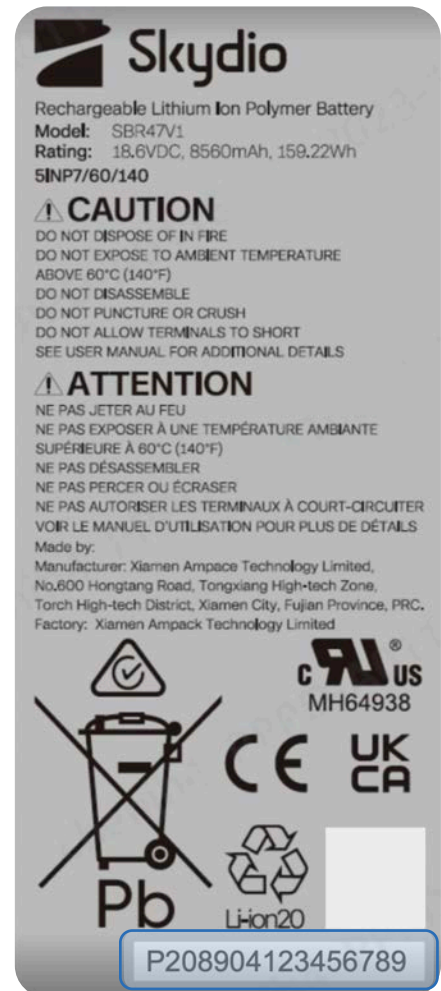 Skydio
Rechargeable Lithium Ion Polymer Battery
Model: SBR47V1
Rating: 18.6VDC, 8560mAh, 159.22Wh
5INP7/60/140
CAUTION
DO NOT DISPOSE OF IN FIRE
DO NOT EXPOSE TO AMBIENT TEMPERATURE
ABOVE 60°C (140°F)
DO NOT DISASSEMBLE
DO NOT PUNCTURE OR CRUSH
DO NOT ALLOW TERMINALS TO SHORT
SEE USER MANUAL FOR ADDITIONAL DETAILS
ATTENTION
NE PAS JETER AU FEU
NE PAS EXPOSER À UNE TEMPÉRATURE AMBIANTE
SUPÉRIEURE À 60°C (140°F)
NE PAS DÉSASSEMBLER
NE PAS PERCER OU ÉCRASER
NE PAS AUTORISER LES TERMINAUX À COURT-CIRCUITER
VOIR LE MANUEL D'UTILISATION POUR PLUS DE DÉTAILS
Made by:
Manufacturer: Xiamen Ampace Technology Limited,
No.600 Hongtang Road, Tongxiang High-tech Zone,
Torch High-tech District, Xiamen City, Fujian Province, PRC.
Factory: Xiamen Ampack Technology Limited
c RU ® US
MH64938
CE UK
CA
Pb
Li-ion20
P208904123456789